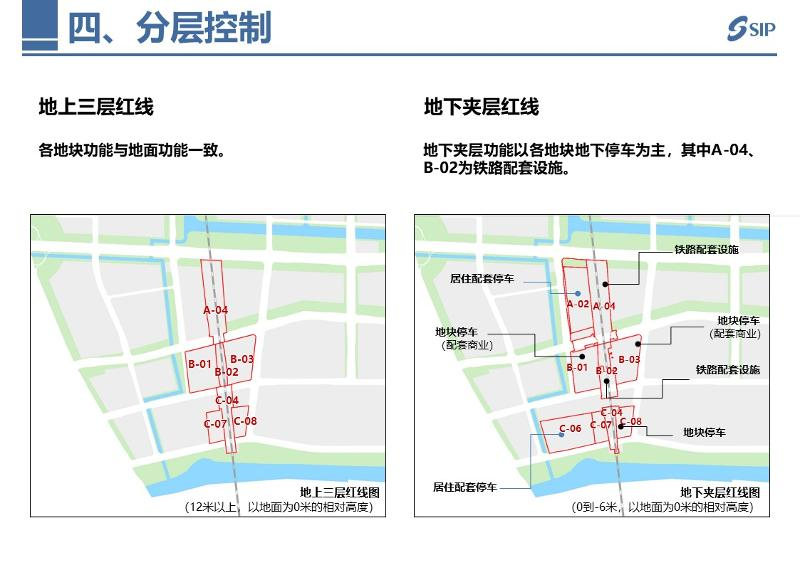 四、分层控制
SIP
地上三层红线
各地块功能与地面功能一致。
A-04
B-01
B-03
B-02
C-04
C-07
C-08
地上三层红线图
(12米以上，以地面为0米的相对高度)
地下夹层红线
地下夹层功能以各地块地下停车为主，其中A-04、
B-02为铁路配套设施。
铁路配套设施
居住配套停车
A-02
A-04
地块停车
(配套商业)
地块停车
(配套商业)
B-01
B-02
B-03
铁路配套设施
C-04
C-06
C-07
C-08
地块停车
居住配套停车
地下夹层红线图
(0到-6米，以地面为0米的相对高度)